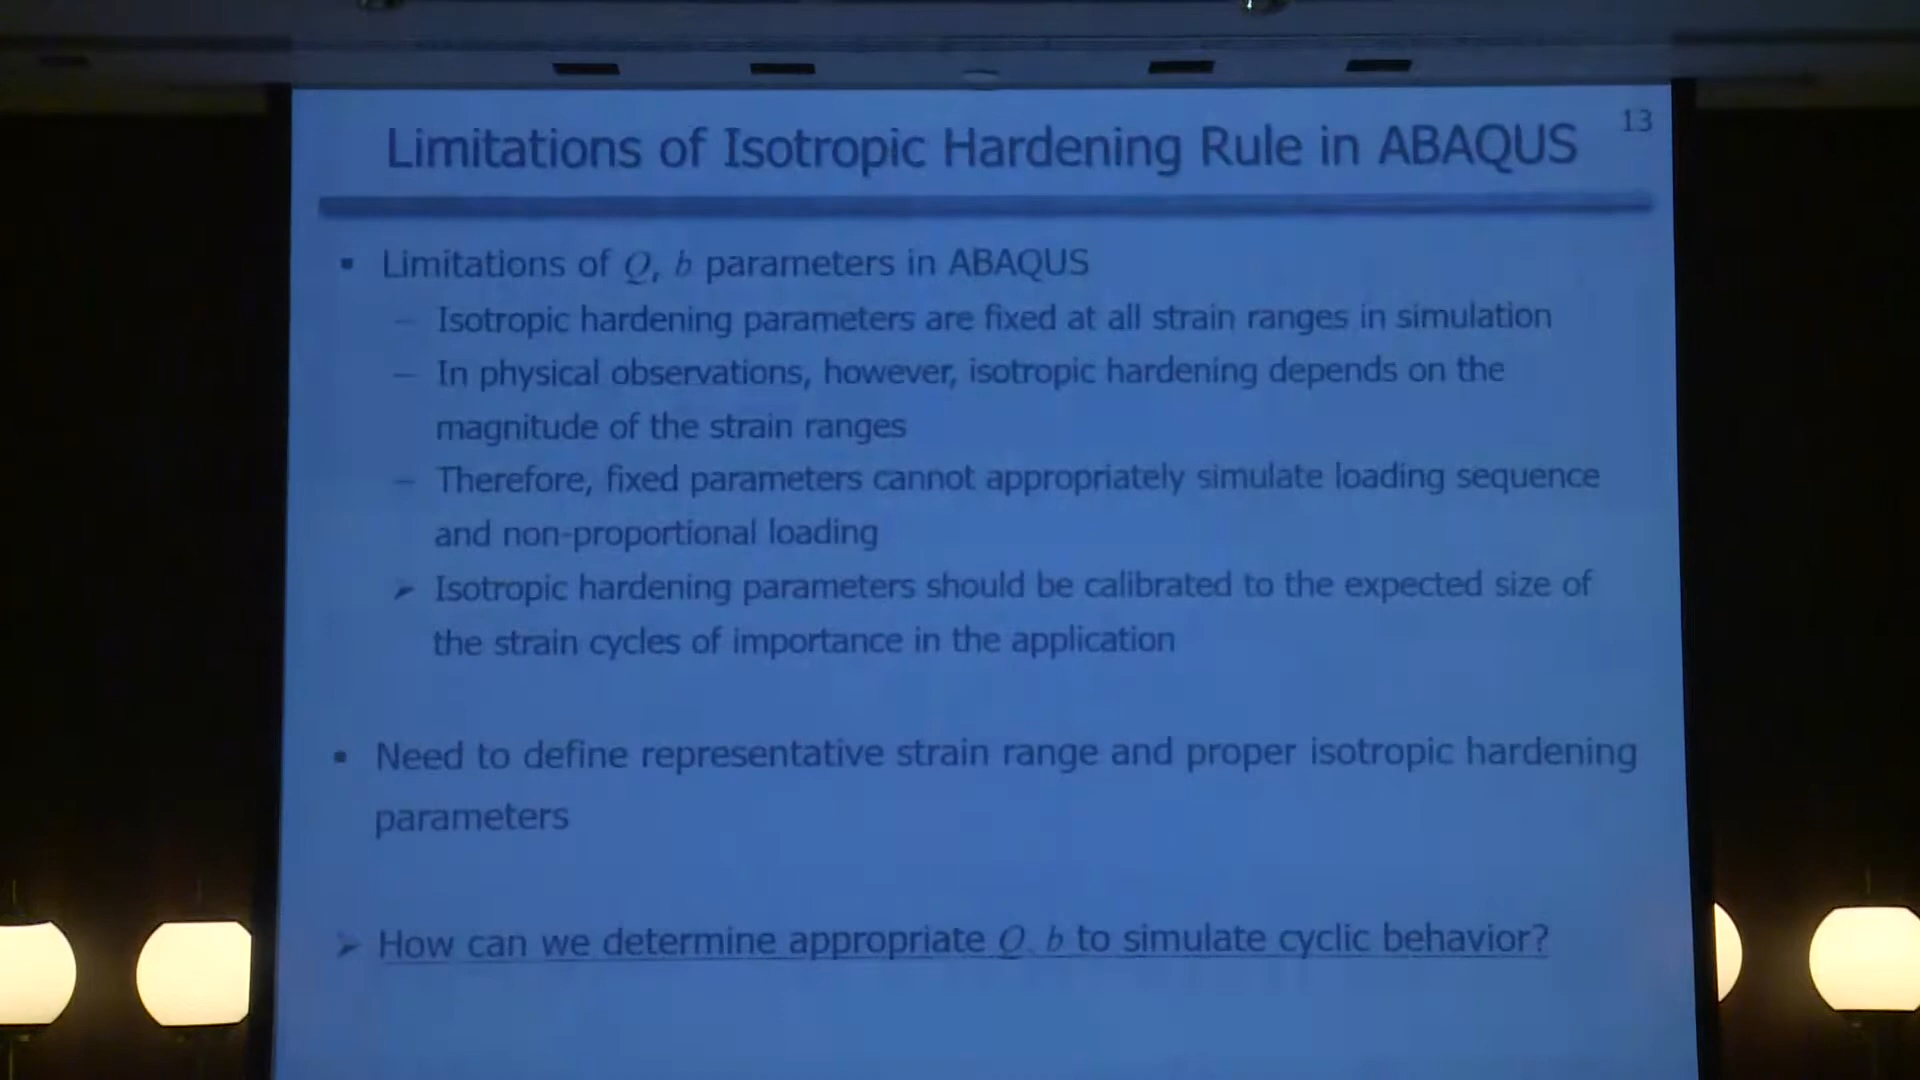 13
Limitations of Isotropic Hardening Rule in ABAQUS
▪ Limitations of Q, b parameters in ABAQUS
– Isotropic hardening parameters are fixed at all strain ranges in simulation
– In physical observations, however, isotropic hardening depends on the
magnitude of the strain ranges
– Therefore, fixed parameters cannot appropriately simulate loading sequence
and non-proportional loading
➢ Isotropic hardening parameters should be calibrated to the expected size of
the strain cycles of importance in the application
▪ Need to define representative strain range and proper isotropic hardening
parameters
➢ How can we determine appropriate Q, b to simulate cyclic behavior?